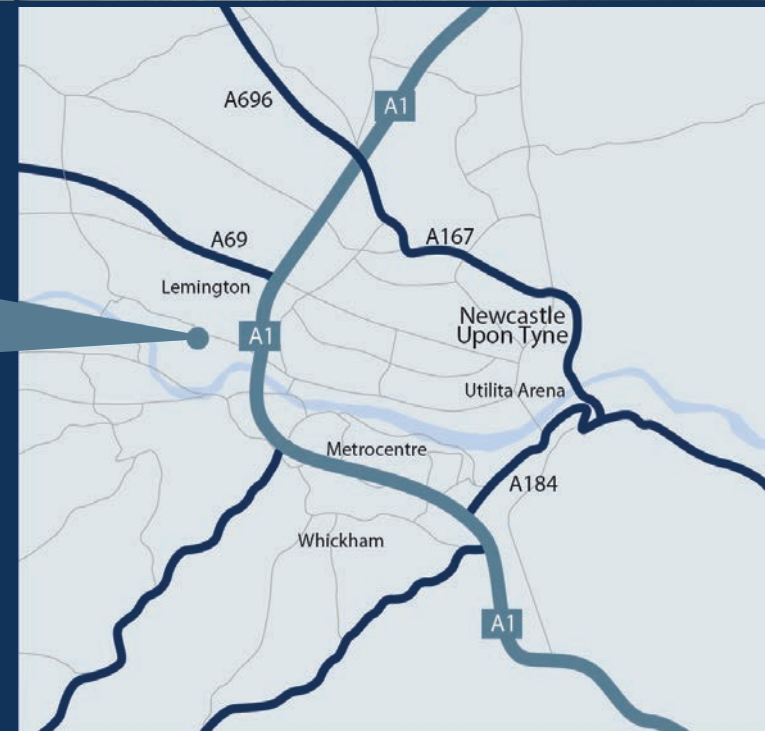 A1
A696
A69
A167
Lemington
Newcastle
Upon Tyne
A1
Utilita Arena
Metrocentre
A184
Whickham
A1